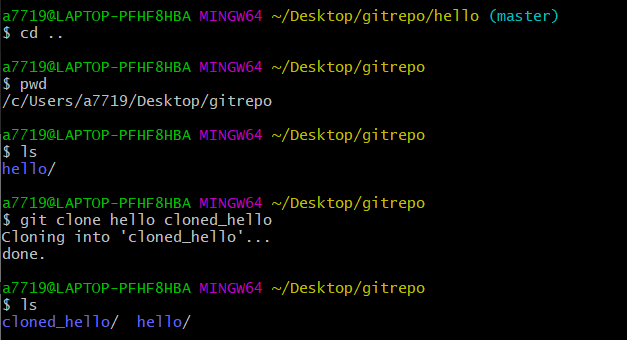 a7719@LAPTOP-PFHF8HBA MINGW64 ~/Desktop/gitrepo/hello (master)
$ cd ..
a7719@LAPTOP-PFHF8HBA MINGW64 ~/Desktop/gitrepo
$ pwd
/c/Users/a7719/Desktop/gitrepo
a7719@LAPTOP-PFHF8HBA MINGW64 ~/Desktop/gitrepo
$ ls
hello/
a7719@LAPTOP-PFHF8HBA MINGW64 ~/Desktop/gitrepo
$ git clone hello cloned_hello
Cloning into 'cloned_hello'...
done.
a7719@LAPTOP-PFHF8HBA MINGW64 ~/Desktop/gitrepo
$ ls
cloned_hello/  hello/